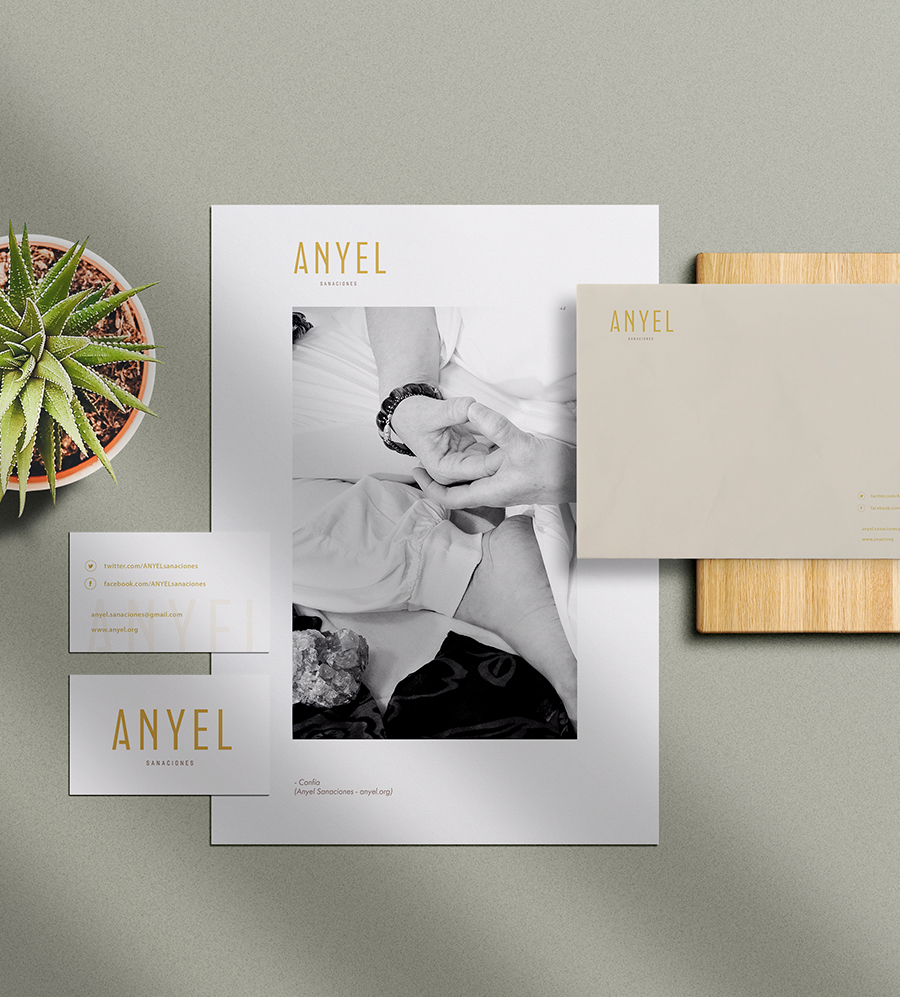 ANYEL
SANACIONES
- Confía
(Anyel Sanaciones - anyel.org)
ANYEL
SANACIONES
twitter.com/ANYELsanaciones
facebook.com/ANYELsanaciones
anyel.sanaciones@gmail.com
www.anyel.org
ANYEL
ANYEL
SANACIONES